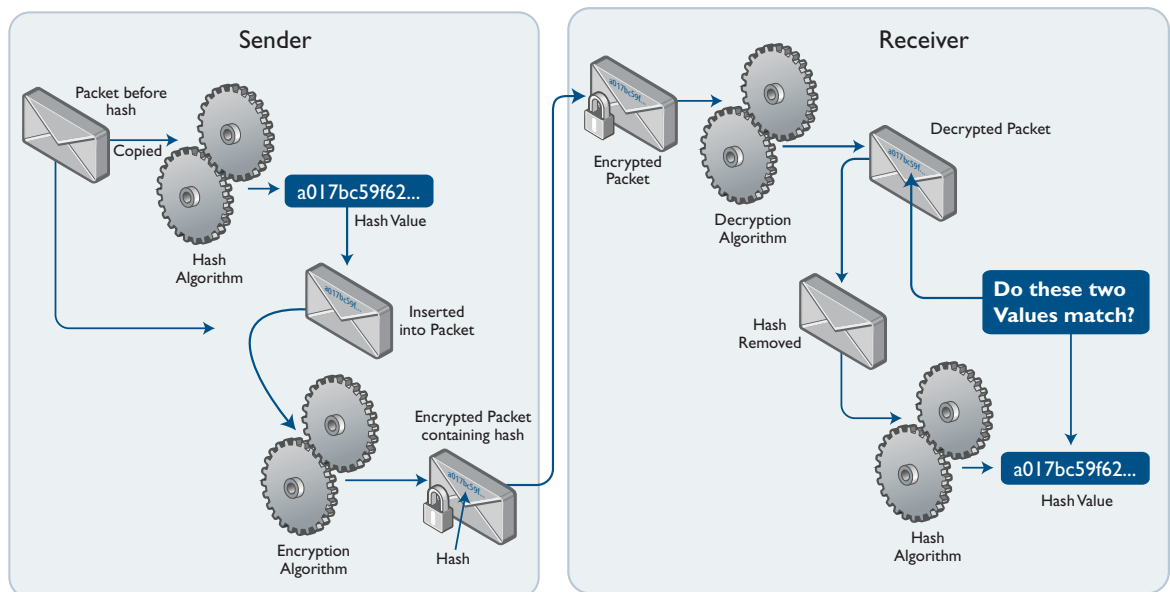 Sender
Packet before
hash
Copied
a017bc59f62...
Hash Value
Hash
Algorithm
a017bc59f...
Inserted
into Packet
Encrypted Packet
containing hash
a017bc59f...
Encryption
Algorithm
Hash
Receiver
a017bc59f...
Encrypted
Packet
Decryption
Algorithm
Decrypted Packet
a017bc59f...
Do these two
Values match?
Hash
Removed
a017bc59f62...
Hash Value
Hash
Algorithm